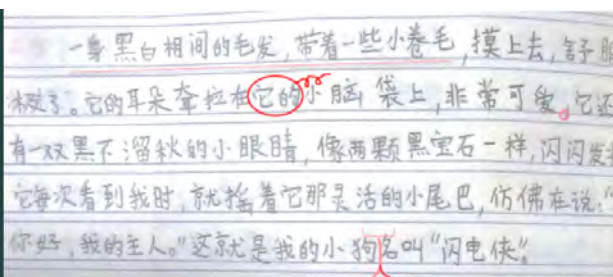 一身黑白相间的毛发,带着一些小卷毛,摸上去,舒服
极了。它的耳朵耷拉在它的小脑袋上,非常可爱。它还
有一双黑不溜秋的小眼睛,像两颗黑宝石一样,闪闪发
它每次看到我时,就摇着它那灵活的小尾巴,仿佛在说:
你好,我的主人。”这就是我的小狗名叫“闪电侠”。